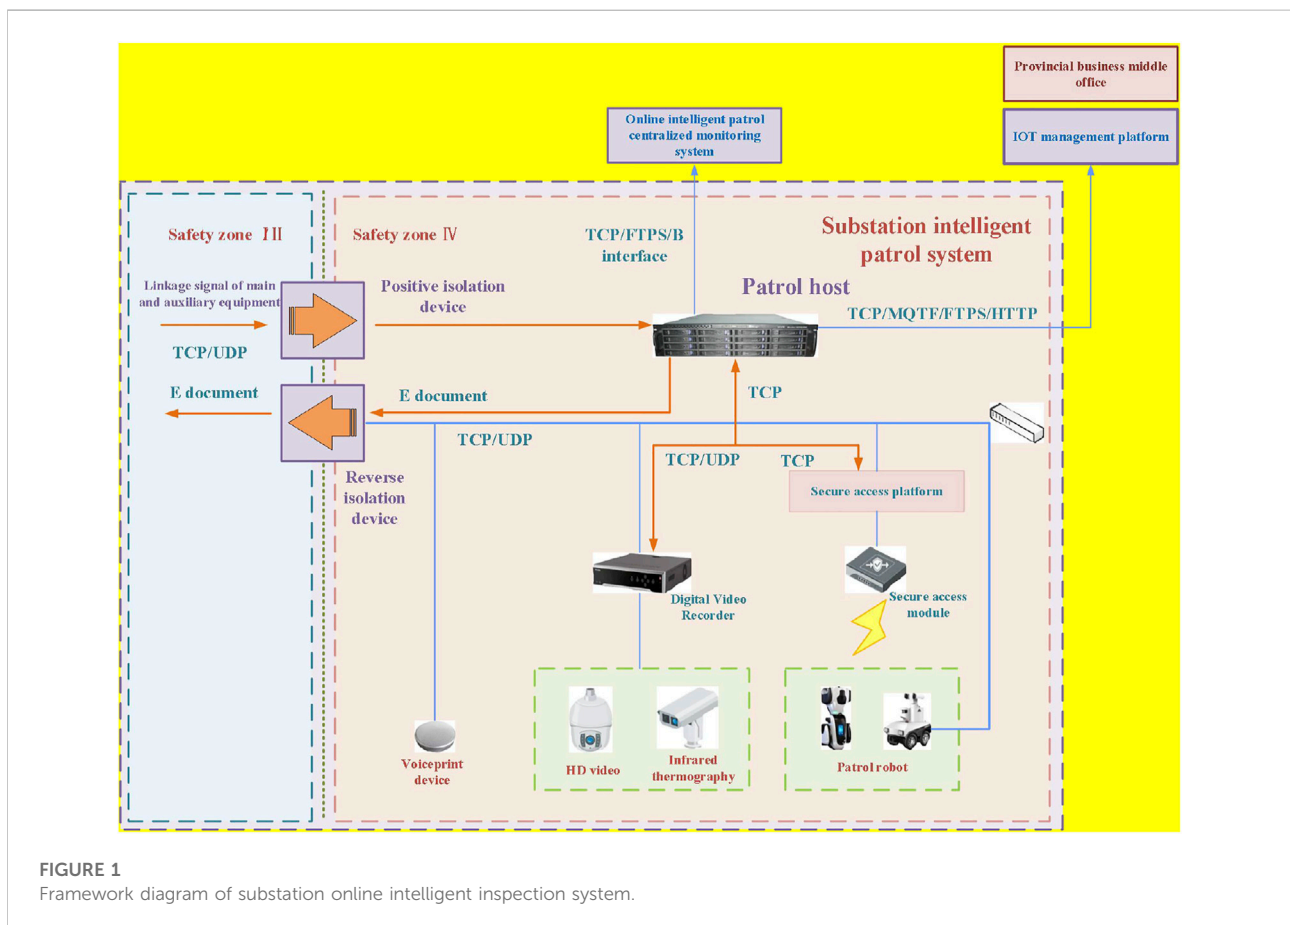 Provincial business middle
office
Online intelligent patrol
centralized monitoring
system
IOT management platform
Safety zone I II
Safety zone IV
Substation intelligent
patrol system
TCP/FTPS/B
interface
Linkage signal of main
and auxiliary equipment
Positive isolation
device
Patrol host
TCP/MQTF/FTPS/HTTP
TCP/UDP
E document
E document
TCP
TCP/UDP
TCP/UDP
TCP
Reverse
isolation
device
Secure access platform
Digital Video
Recorder
Secure access
module
Voiceprint
device
HD video
Infrared
thermography
Patrol robot
FIGURE 1
Framework diagram of substation online intelligent inspection system.